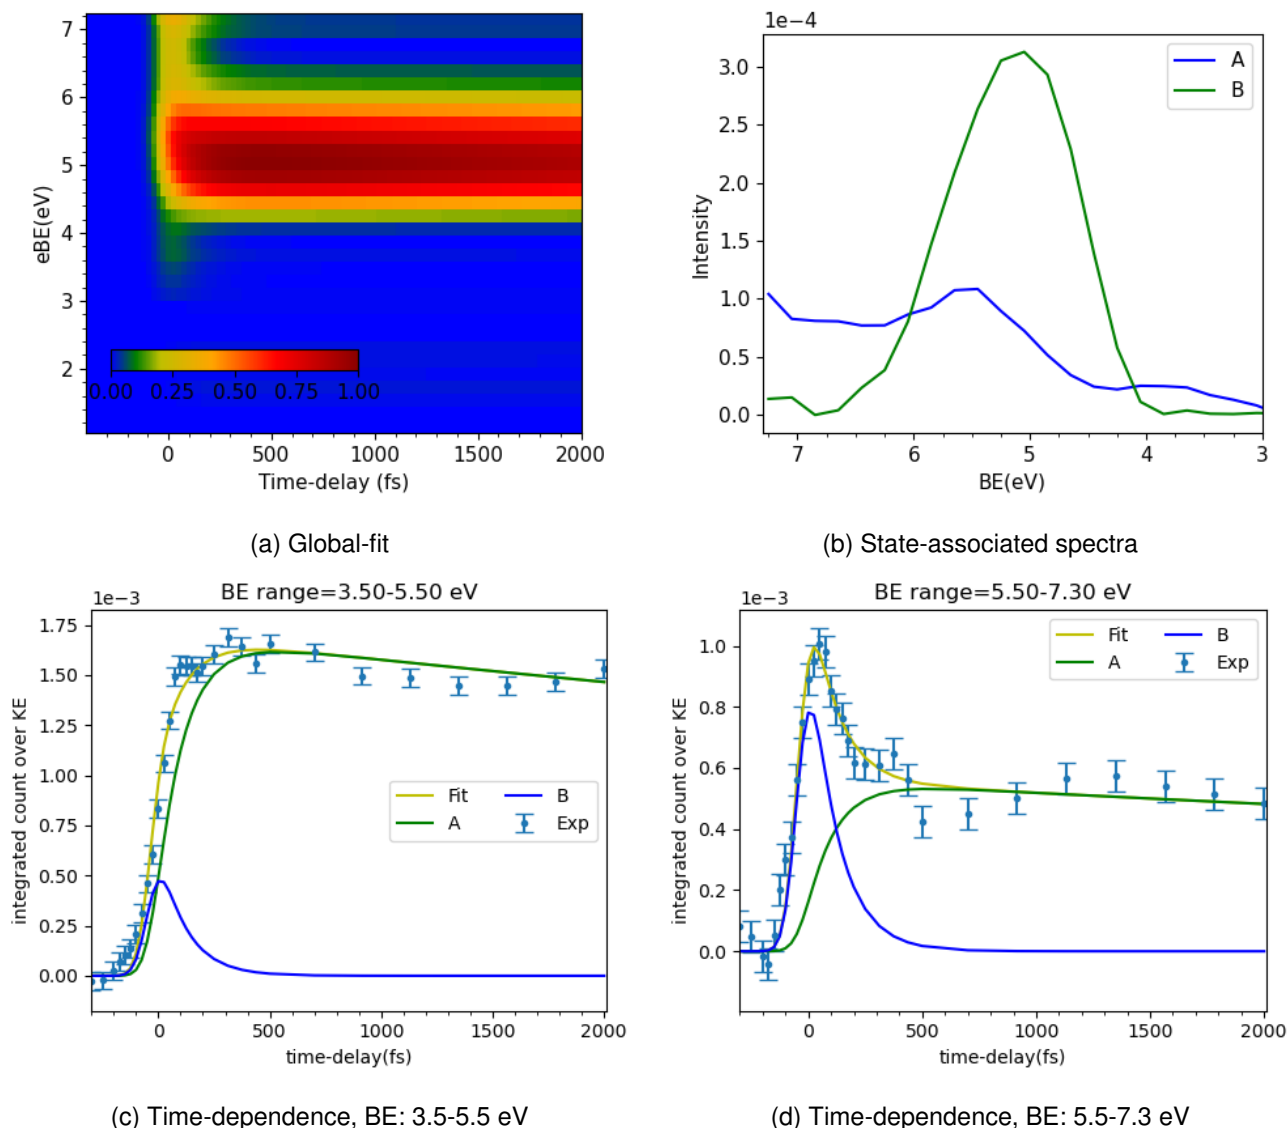 7
6
5
4
3
2
eBE(eV)
0.00 0.25 0.50 0.75 1.00
0 500 1000 1500 2000
Time-delay (fs)
(a) Global-fit
1e−4
3.0
2.5
2.0
1.5
1.0
0.5
0.0
Intensity
A
B
7 6 5 4 3
BE(eV)
(b) State-associated spectra
BE range=3.50-5.50 eV
1e−3
1.75
1.50
1.25
1.00
0.75
0.50
0.25
0.00
integrated count over KE
Fit B
A Exp
0 500 1000 1500 2000
time-delay(fs)
(c) Time-dependence, BE: 3.5-5.5 eV
BE range=5.50-7.30 eV
1e−3
1.0
0.8
0.6
0.4
0.2
0.0
integrated count over KE
Fit B
A Exp
0 500 1000 1500 2000
time-delay(fs)
(d) Time-dependence, BE: 5.5-7.3 eV